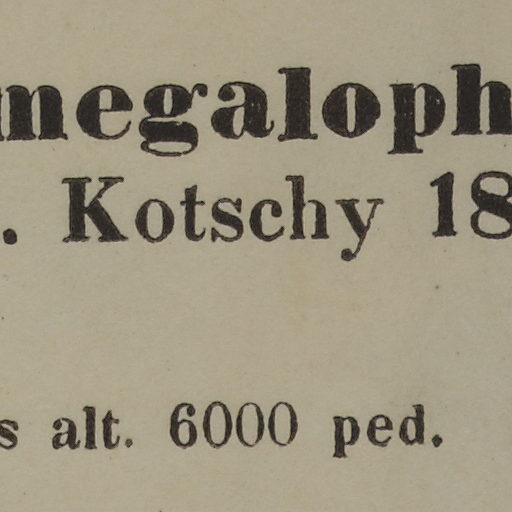 megaloph
. Kotschy 18
s alt. 6000 ped.